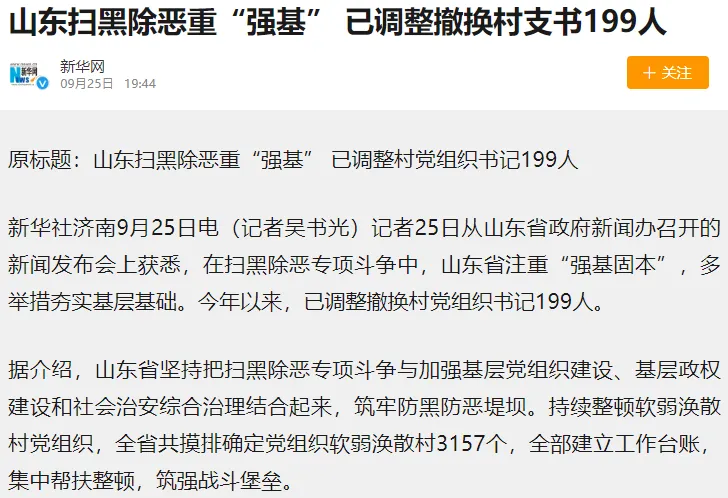 山东扫黑除恶重“强基” 已调整撤换村支书199人
新华网
09月25日 19:44
＋ 关注
原标题：山东扫黑除恶重“强基” 已调整村党组织书记199人
新华社济南9月25日电（记者吴书光）记者25日从山东省政府新闻办召开的
新闻发布会上获悉，在扫黑除恶专项斗争中，山东省注重“强基固本”，多
举措夯实基层基础。今年以来，已调整撤换村党组织书记199人。
据介绍，山东省坚持把扫黑除恶专项斗争与加强基层党组织建设、基层政权
建设和社会治安综合治理结合起来，筑牢防黑防恶堤坝。持续整顿软弱涣散
村党组织，全省共摸排确定党组织软弱涣散村3157个，全部建立工作台账，
集中帮扶整顿，筑强战斗堡垒。